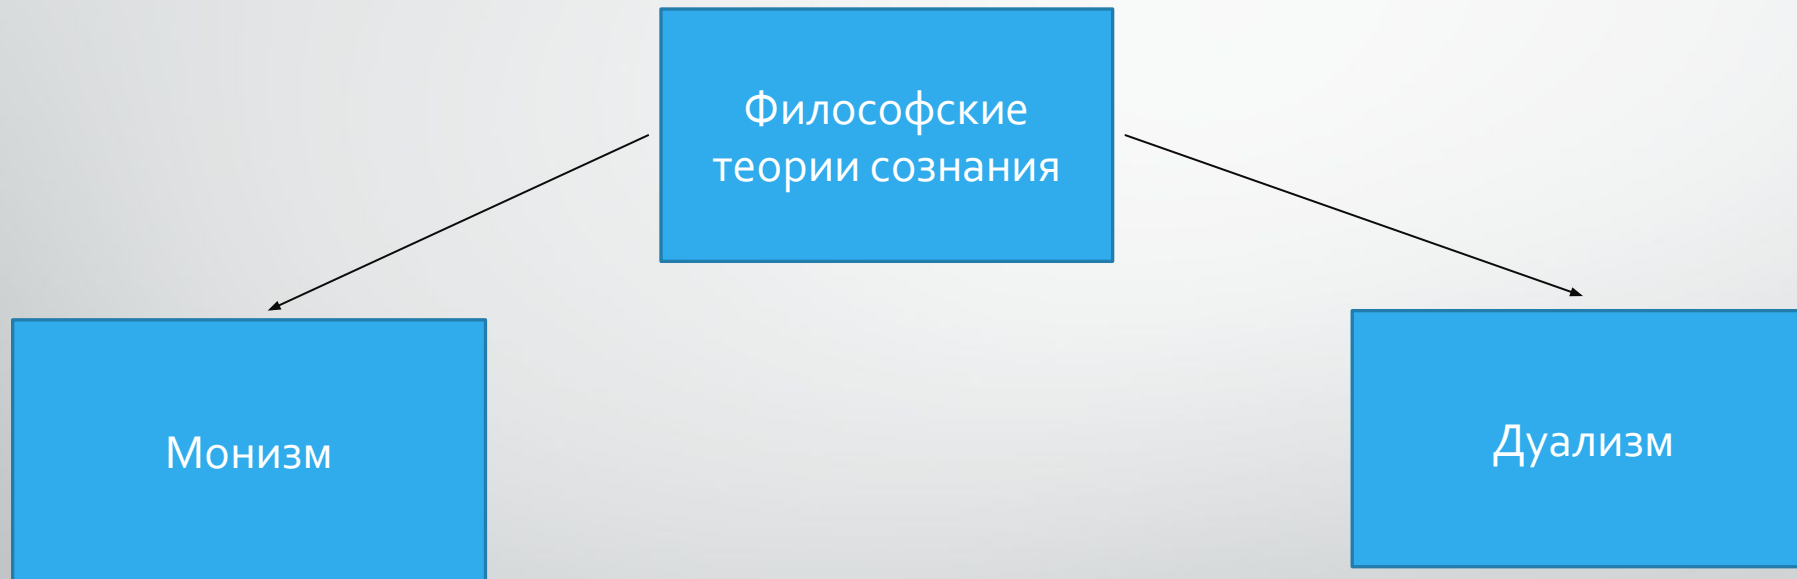 Философские
теории сознания
Монизм
Дуализм